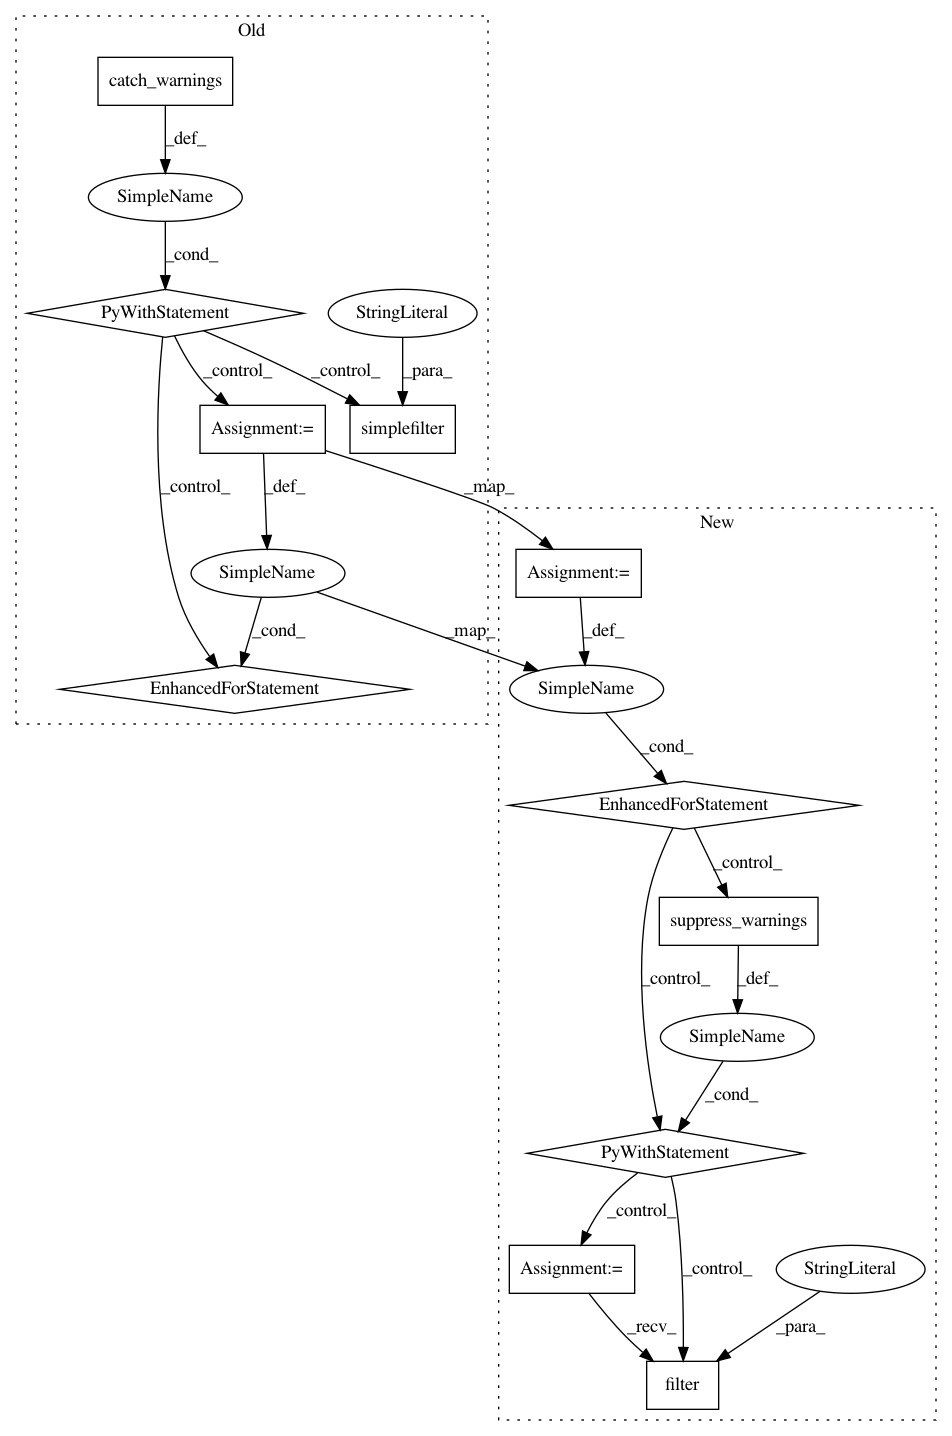 Old
catch_warnings
_def_
SimpleName
_cond_
PyWithStatement
StringLiteral
_control_
_control_
_para_
Assignment:=
simplefilter
_control_
_def_
_map_
New
SimpleName
Assignment:=
_cond_
_map_
_def_
EnhancedForStatement
SimpleName
_cond_
EnhancedForStatement
_control_
suppress_warnings
_control_
_def_
SimpleName
_cond_
PyWithStatement
_control_
_control_
Assignment:=
StringLiteral
_recv_
_para_
filter